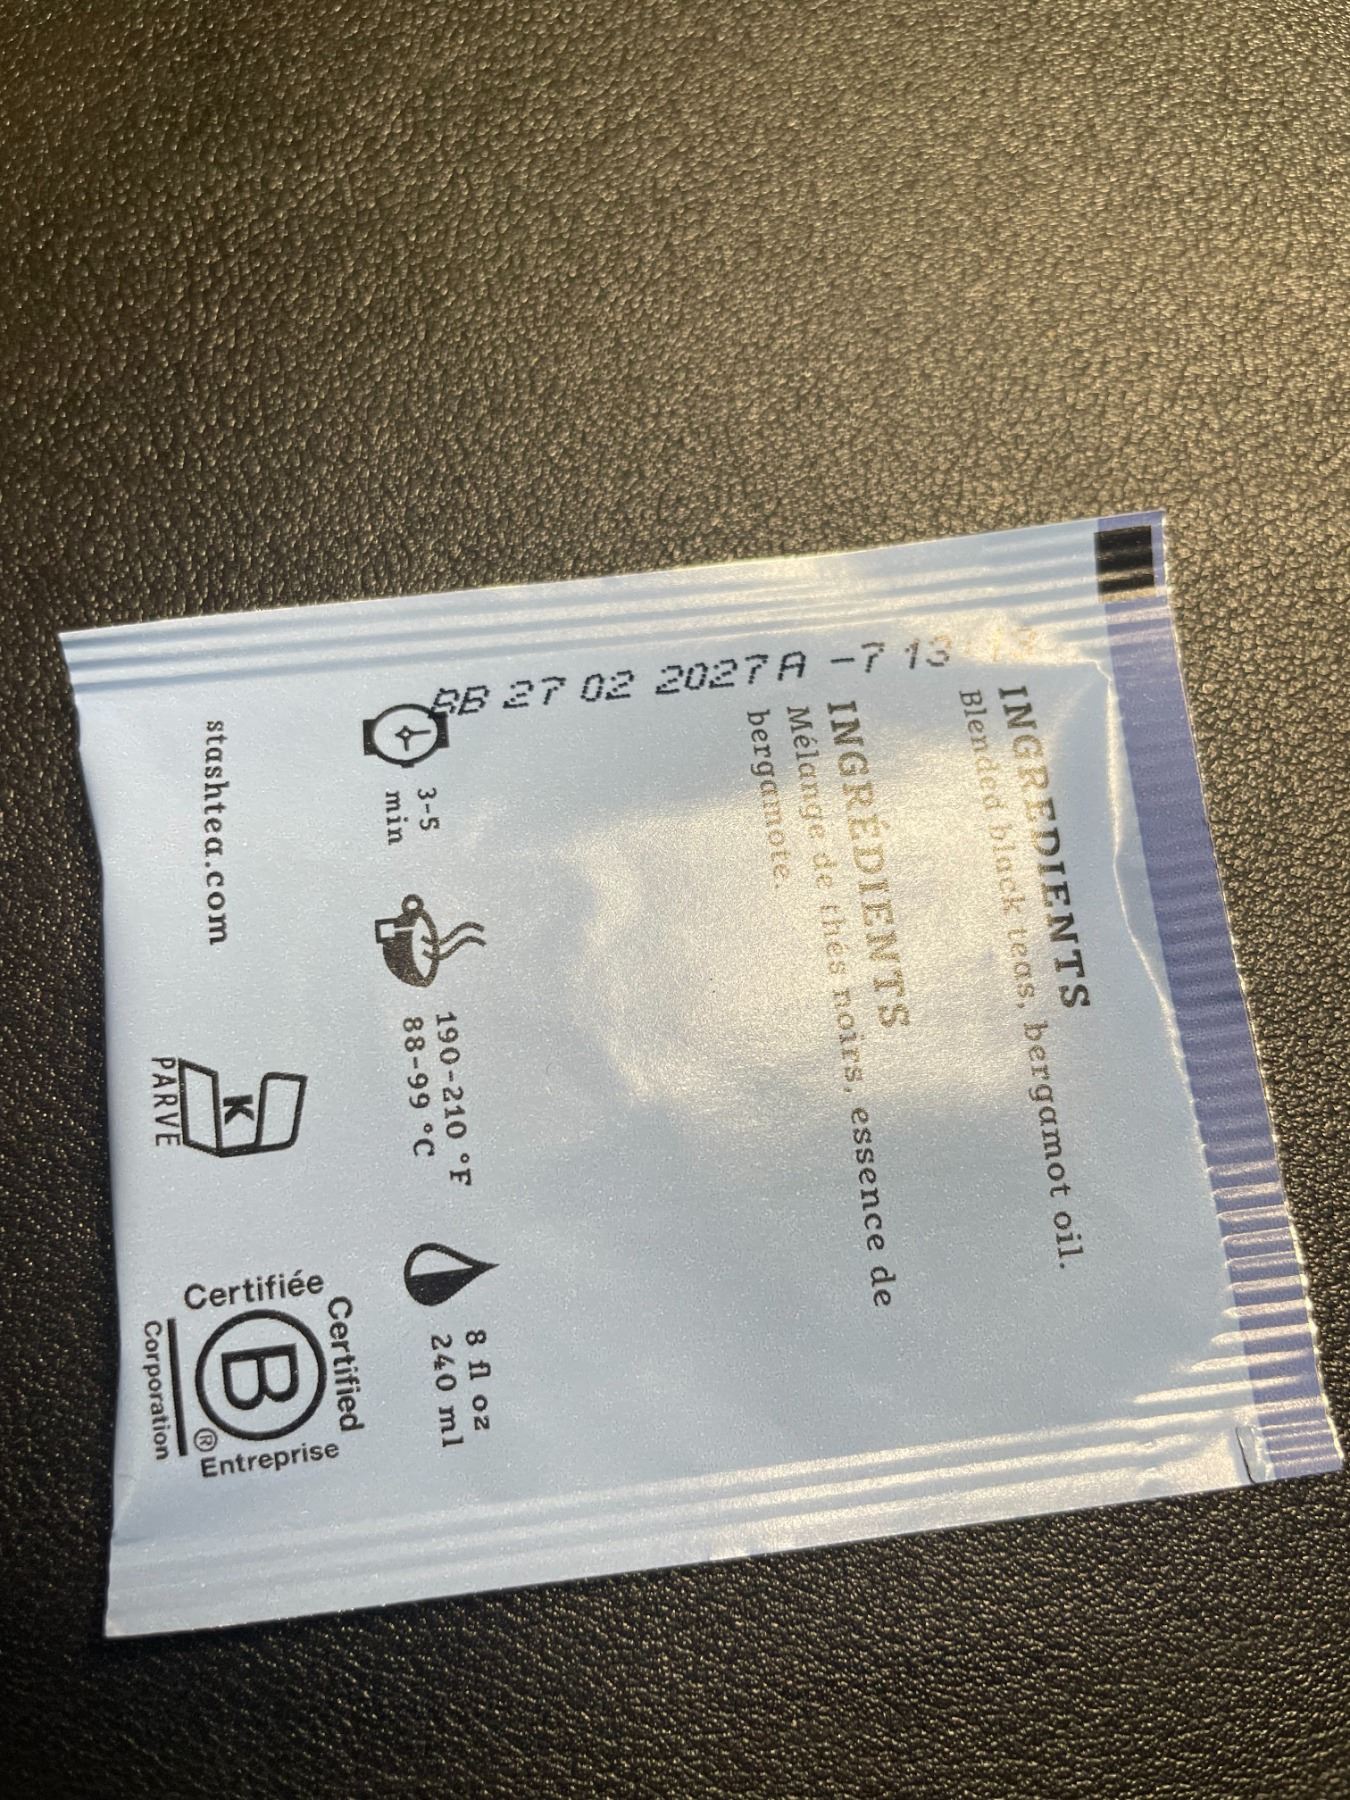 INGREDIENTS
Blended black teas, bergamot oil.
INGRÉDIENTS
Mélange de thés noirs, essence de
bergamote.
BB 27 02 2027 A -7 13
3-5
min
190-210 °F
88-99 °C
8 fl oz
240 ml
stashtea.com
K
PARVE
Certified
Certifiée
B
®
Entreprise
Corporation